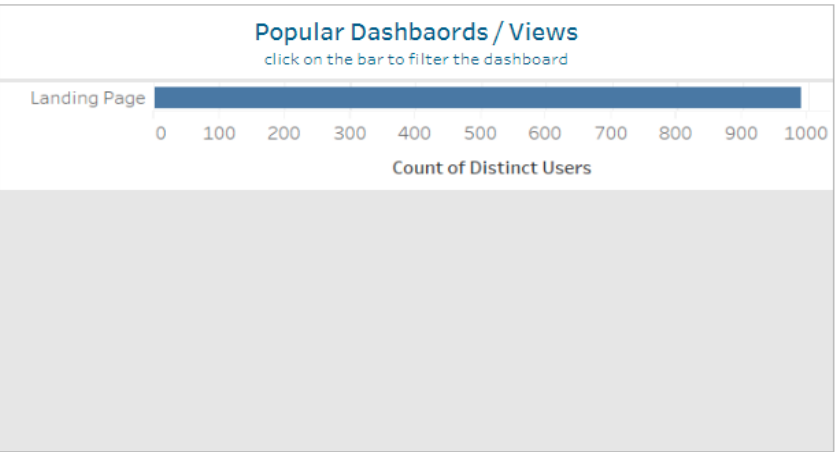 Popular Dashbaords / Views
click on the bar to filter the dashboard
Landing Page
0 100 200 300 400 500 600 700 800 900 1000
Count of Distinct Users